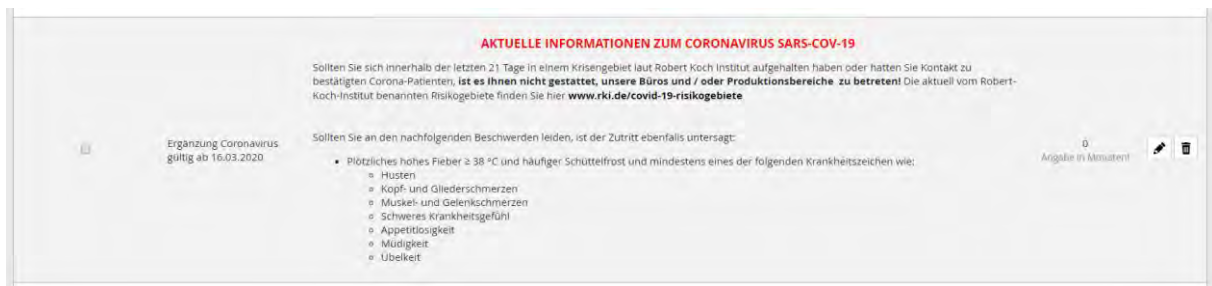 AKTUELLE INFORMATIONEN ZUM CORONAVIRUS SARS-COV-19
Sollten Sie sich innerhalb der letzten 21 Tage in einem Krisengebiet laut Robert Koch Institut aufgehalten haben oder hatten Sie Kontakt zu
bestätigten Corona-Patienten, ist es Ihnen nicht gestattet, unsere Büros und / oder Produktionsbereiche zu betreten! Die aktuell vom Robert-
Koch-Institut benannten Risikogebiete finden Sie hier www.rki.de/covid-19-risikogebiete
Ergänzung Coronavirus
gültig ab 16.03.2020
Sollten Sie an den nachfolgenden Beschwerden leiden, ist der Zutritt ebenfalls untersagt:
• Plötzliches hohes Fieber ≥ 38 °C und häufiger Schüttelfrost und mindestens eines der folgenden Krankheitszeichen wie:
◦ Husten
◦ Kopf- und Gliederschmerzen
◦ Muskel- und Gelenkschmerzen
◦ Schweres Krankheitsgefühl
◦ Appetitlosigkeit
◦ Müdigkeit
◦ Übelkeit
0
Angabe in Minuten!